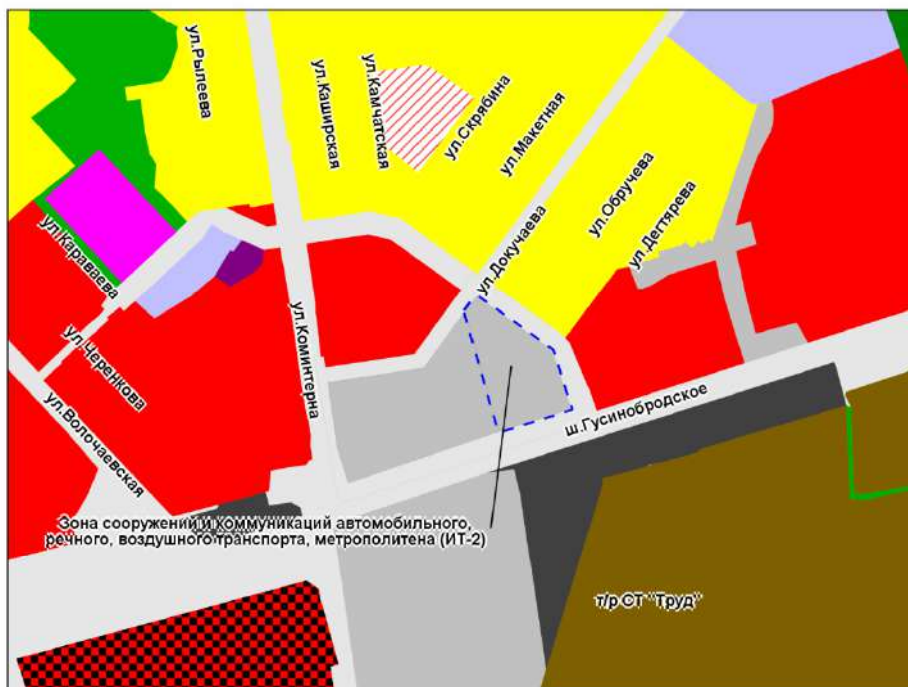 ул.Рылеева
ул.Каширская
ул.Камчатская
ул.Скрябина
ул.Макетная
ул.Обручева
ул.Дегтярева
ул.Докучаева
ул.Караваева
ул.Черенкова
ул.Волочаевская
ул.Коминтерна
ш.Гусинобродское
Зона сооружений и коммуникаций автомобильного,
речного, воздушного транспорта, метрополитена (ИТ-2)
т/р СТ "Труд"